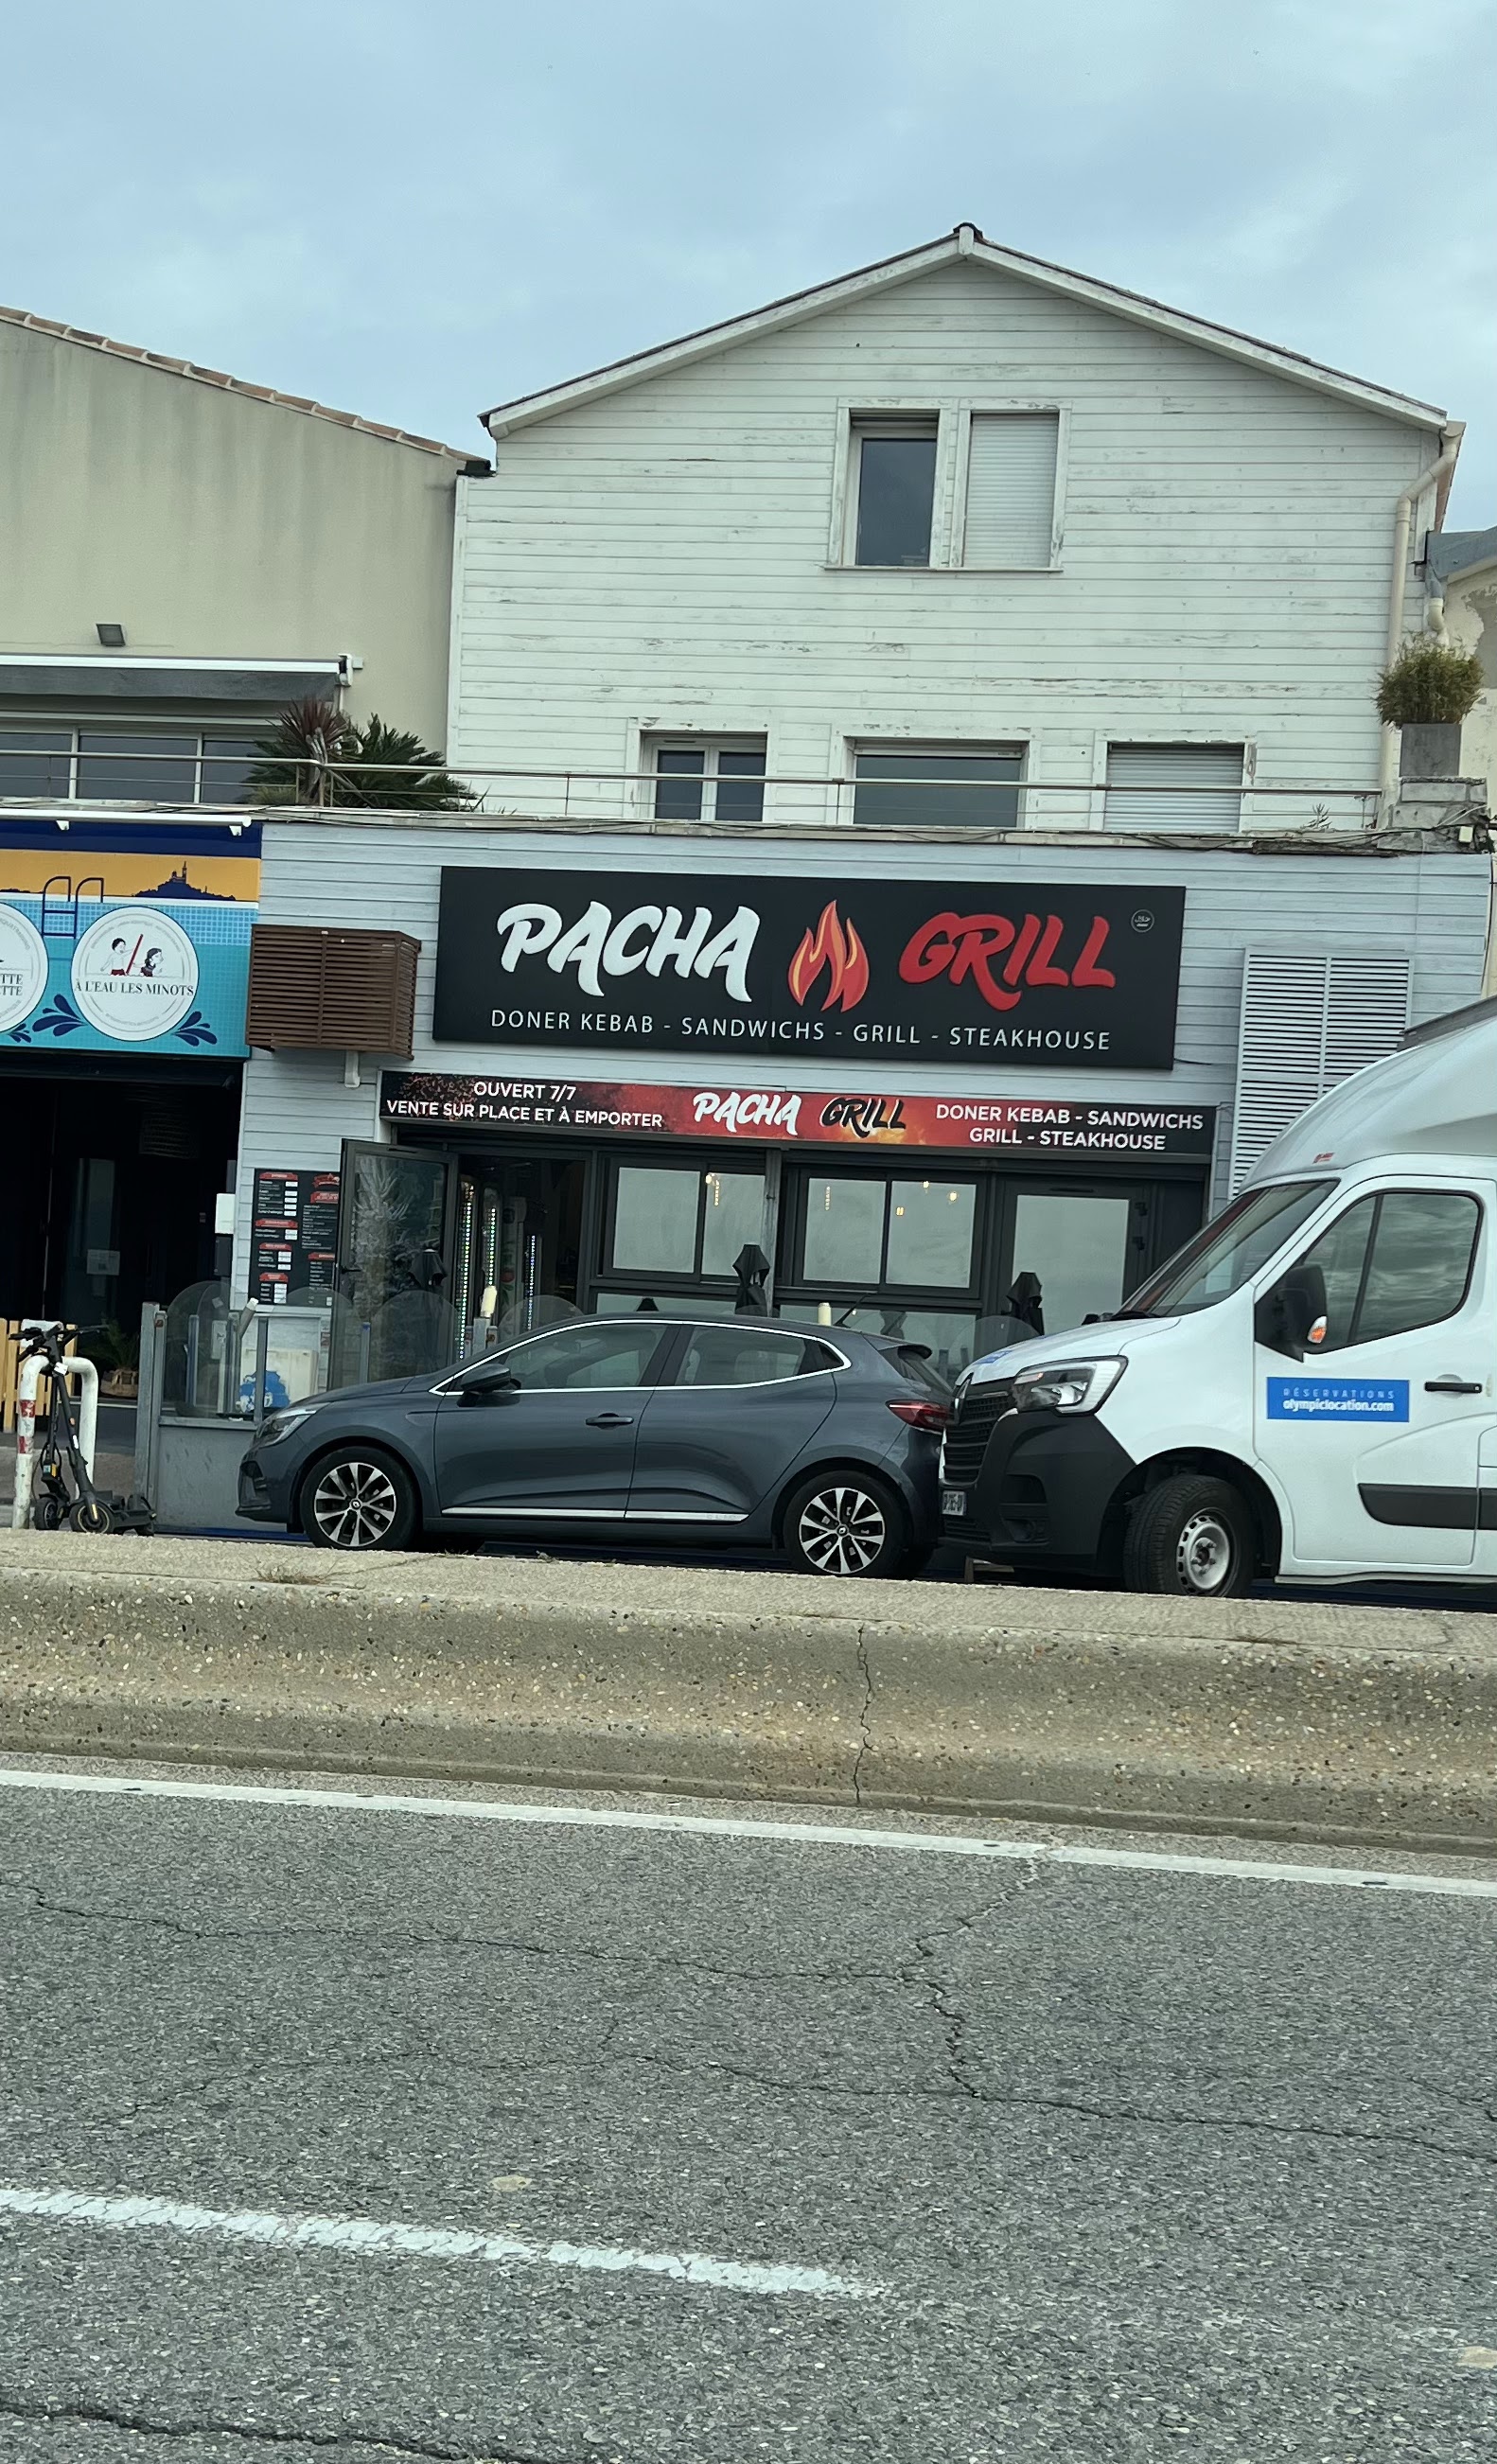 PACHA GRILL
DONER KEBAB - SANDWICHS - GRILL - STEAKHOUSE
OUVERT 7/7
VENTE SUR PLACE ET À EMPORTER
PACHA GRILL
DONER KEBAB - SANDWICHS
GRILL - STEAKHOUSE
À L'EAU LES MINOTS
RÉSERVATIONS
olympiclocation.com